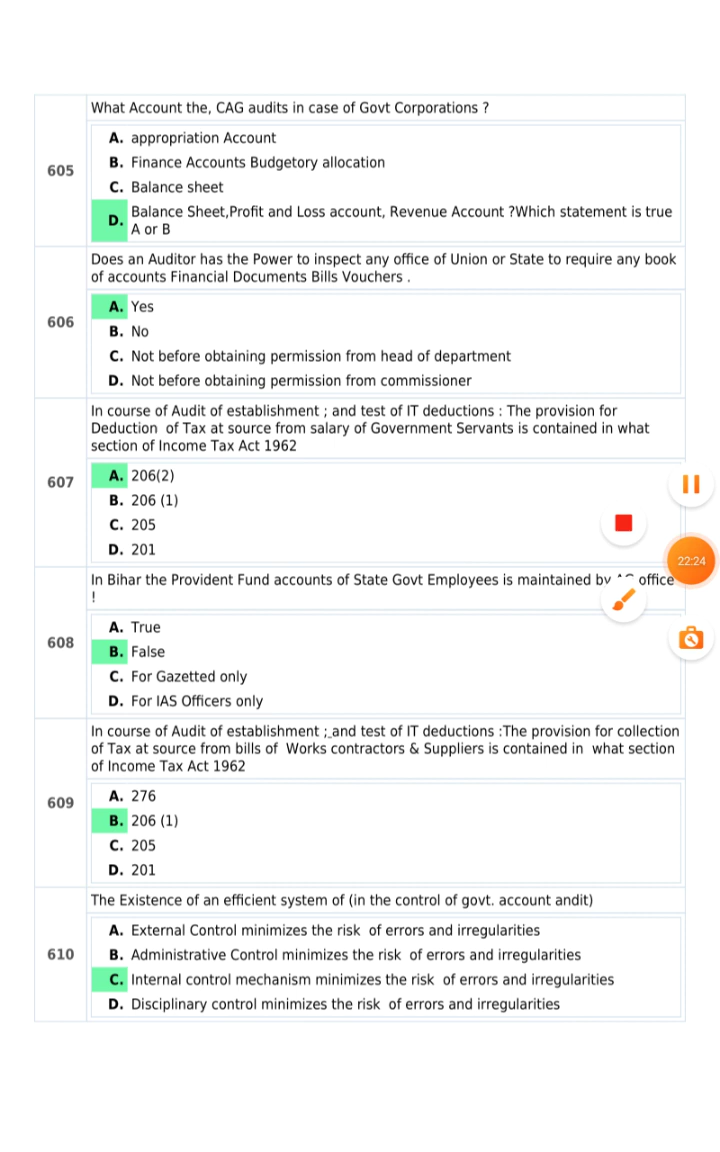 What Account the, CAG audits in case of Govt Corporations ?
605
A. appropriation Account
B. Finance Accounts Budgetory allocation
C. Balance sheet
D. Balance Sheet,Profit and Loss account, Revenue Account ?Which statement is true
A or B
Does an Auditor has the Power to inspect any office of Union or State to require any book
of accounts Financial Documents Bills Vouchers .
606
A. Yes
B. No
C. Not before obtaining permission from head of department
D. Not before obtaining permission from commissioner
In course of Audit of establishment ; and test of IT deductions : The provision for
Deduction of Tax at source from salary of Government Servants is contained in what
section of Income Tax Act 1962
607
A. 206(2)
B. 206 (1)
C. 205
D. 201
22:24
In Bihar the Provident Fund accounts of State Govt Employees is maintained by office
!
608
A. True
B. False
C. For Gazetted only
D. For IAS Officers only
In course of Audit of establishment ; and test of IT deductions :The provision for collection
of Tax at source from bills of Works contractors & Suppliers is contained in what section
of Income Tax Act 1962
609
A. 276
B. 206 (1)
C. 205
D. 201
The Existence of an efficient system of (in the control of govt. account andit)
610
A. External Control minimizes the risk of errors and irregularities
B. Administrative Control minimizes the risk of errors and irregularities
C. Internal control mechanism minimizes the risk of errors and irregularities
D. Disciplinary control minimizes the risk of errors and irregularities